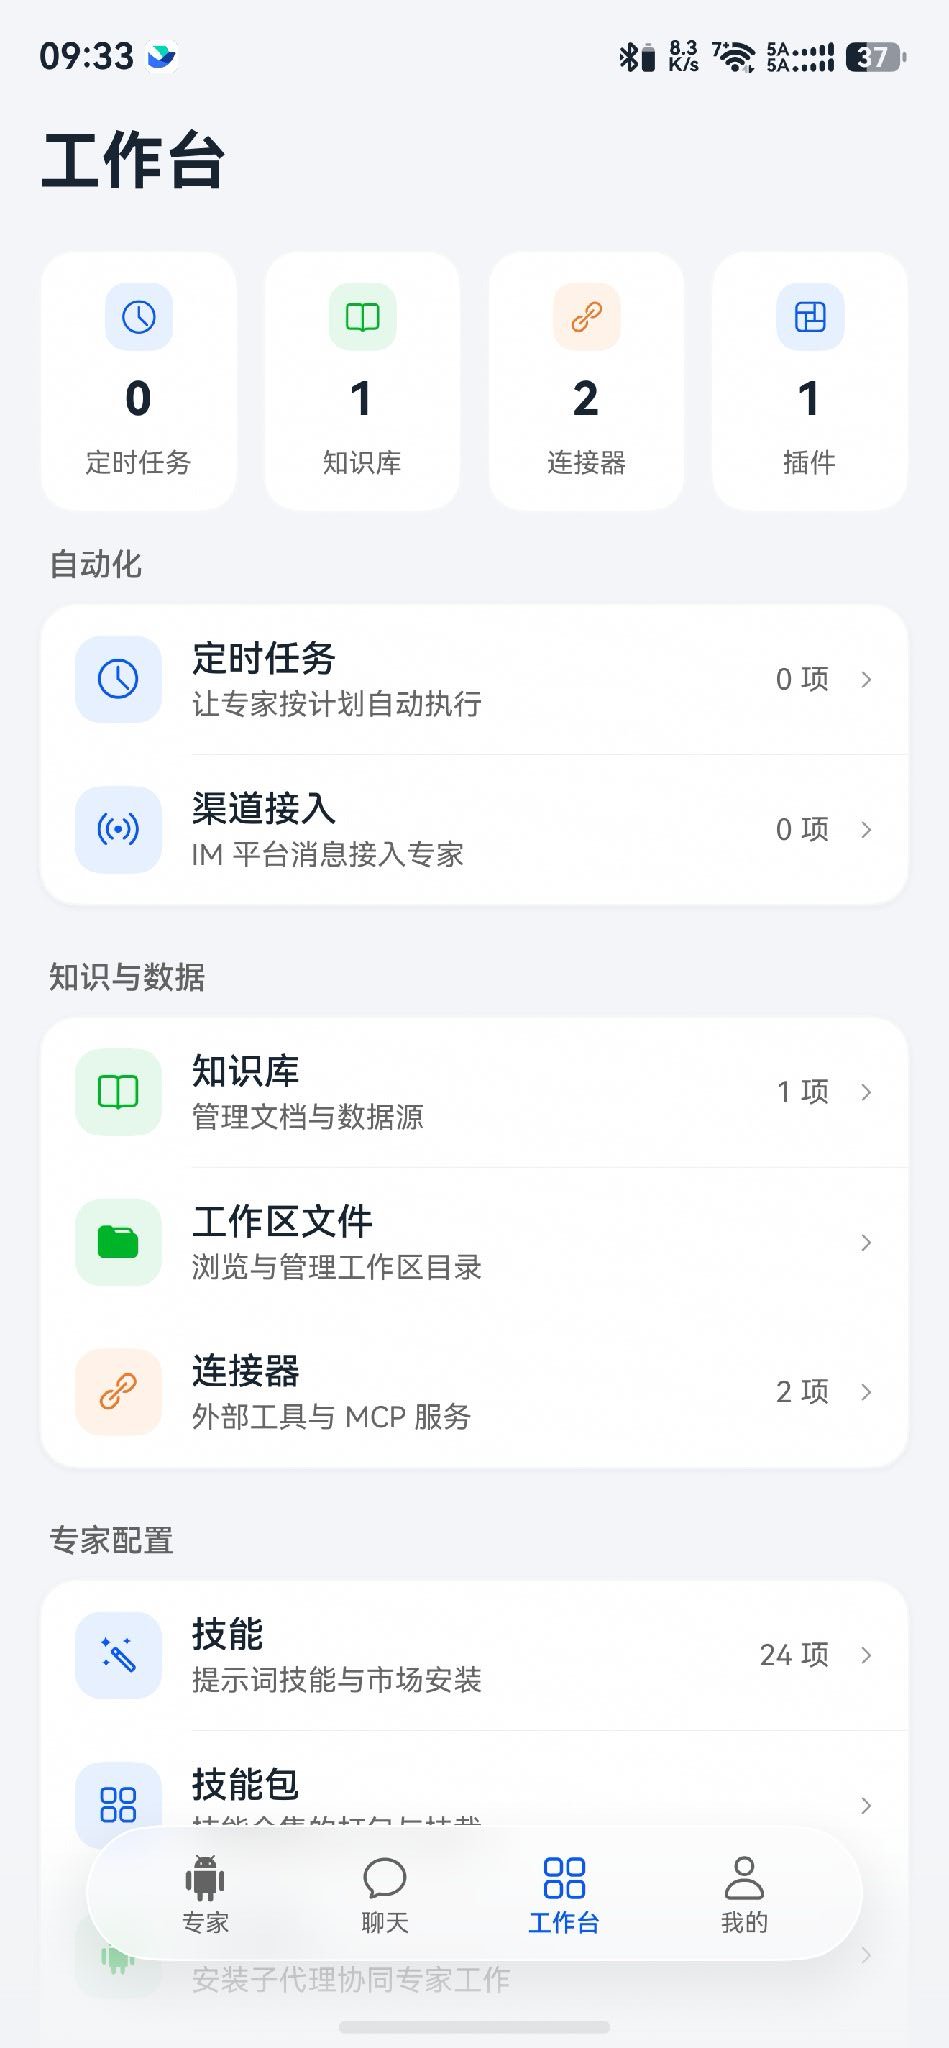 09:33
8.3 K/s
7+
5A
5A
37
工作台
0
定时任务
1
知识库
2
连接器
1
插件
自动化
定时任务
让专家按计划自动执行
0 项
渠道接入
IM 平台消息接入专家
0 项
知识与数据
知识库
管理文档与数据源
1 项
工作区文件
浏览与管理工作区目录
连接器
外部工具与 MCP 服务
2 项
专家配置
技能
提示词技能与市场安装
24 项
技能包
专家
聊天
工作台
我的
安装子代理协同专家工作